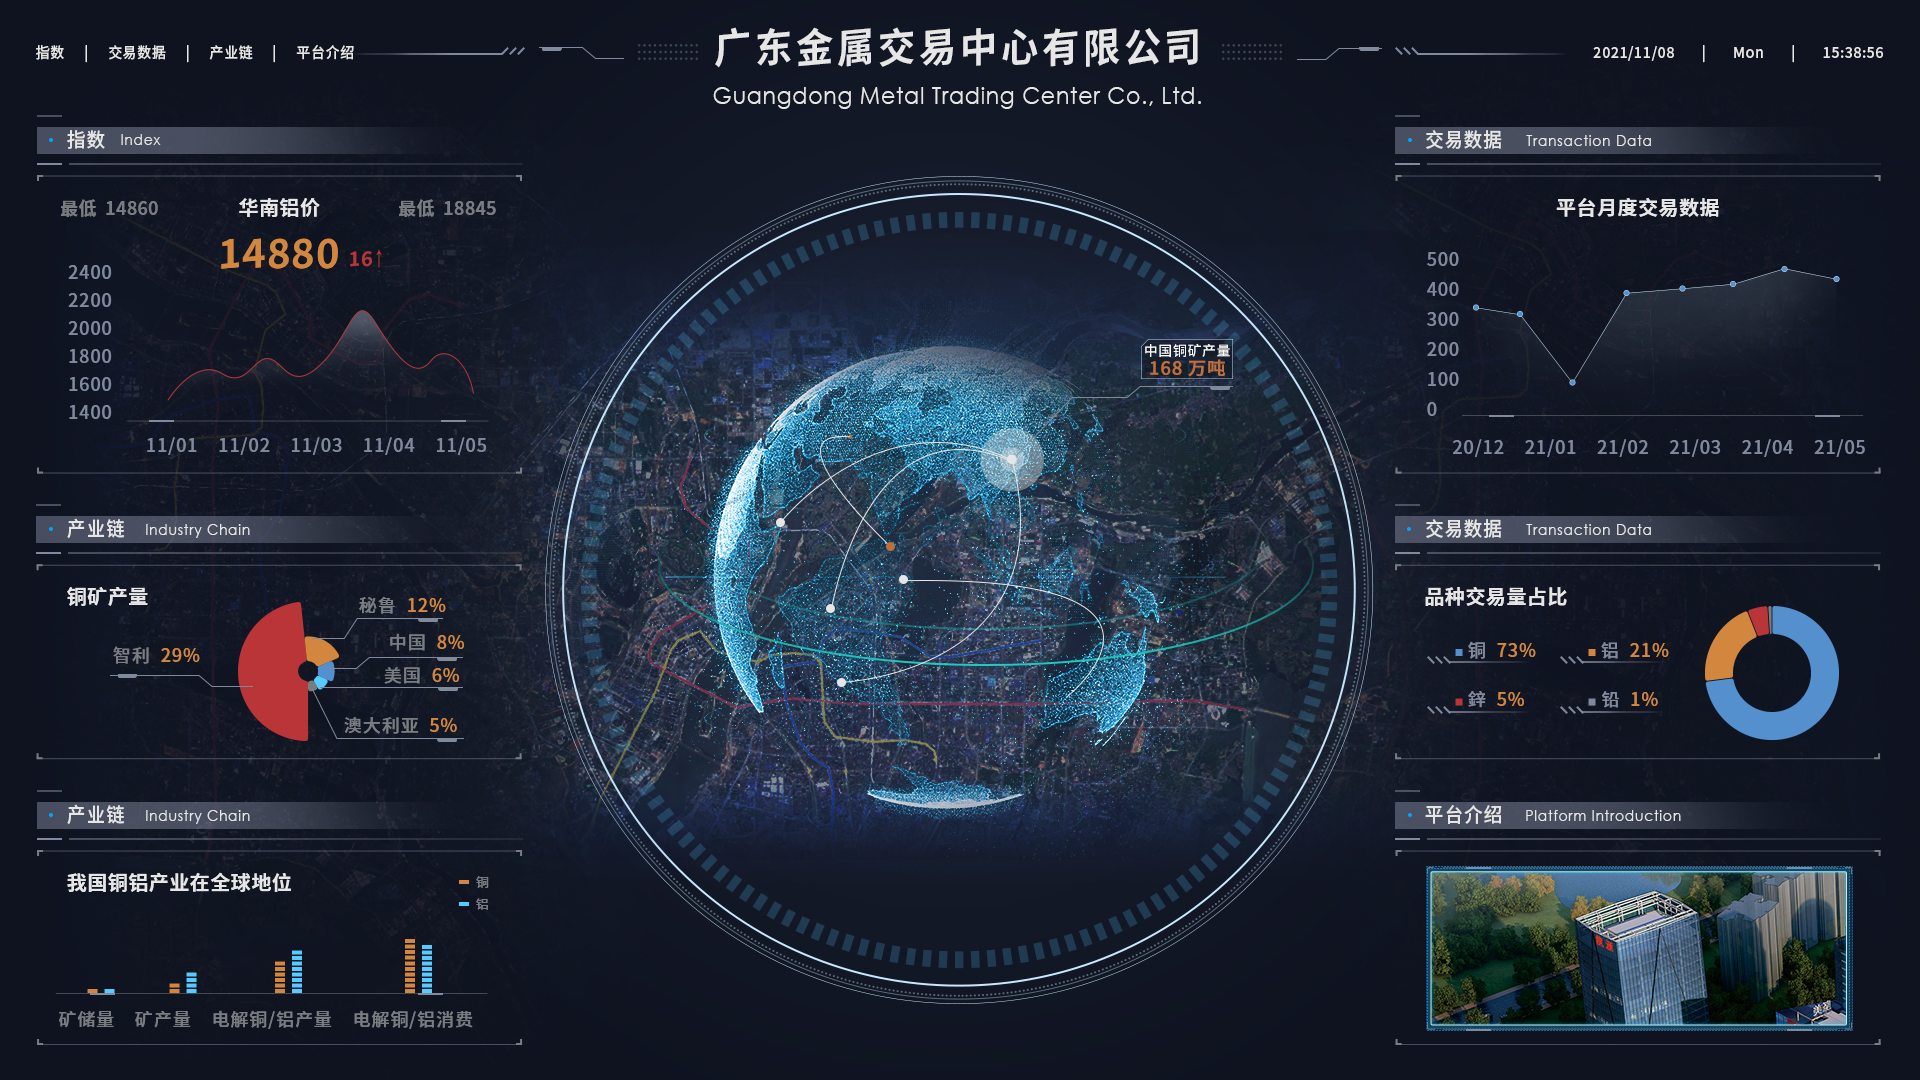 指数 | 交易数据 | 产业链 | 平台介绍
广东金属交易中心有限公司
Guangdong Metal Trading Center Co., Ltd.
2021/11/08 | Mon | 15:38:56
指数 Index
最低 14860
华南铝价
最低 18845
14880 16↑
2400
2200
2000
1800
1600
1400
11/01 11/02 11/03 11/04 11/05
产业链 Industry Chain
铜矿产量
智利 29%
秘鲁 12%
中国 8%
美国 6%
澳大利亚 5%
产业链 Industry Chain
我国铜铝产业在全球地位
铜
铝
矿储量 矿产量 电解铜/铝产量 电解铜/铝消费
中国铜矿产量
168 万吨
交易数据 Transaction Data
平台月度交易数据
500
400
300
200
100
0
20/12 21/01 21/02 21/03 21/04 21/05
交易数据 Transaction Data
品种交易量占比
铜 73%
铝 21%
鋅 5%
铅 1%
平台介绍 Platform Introduction